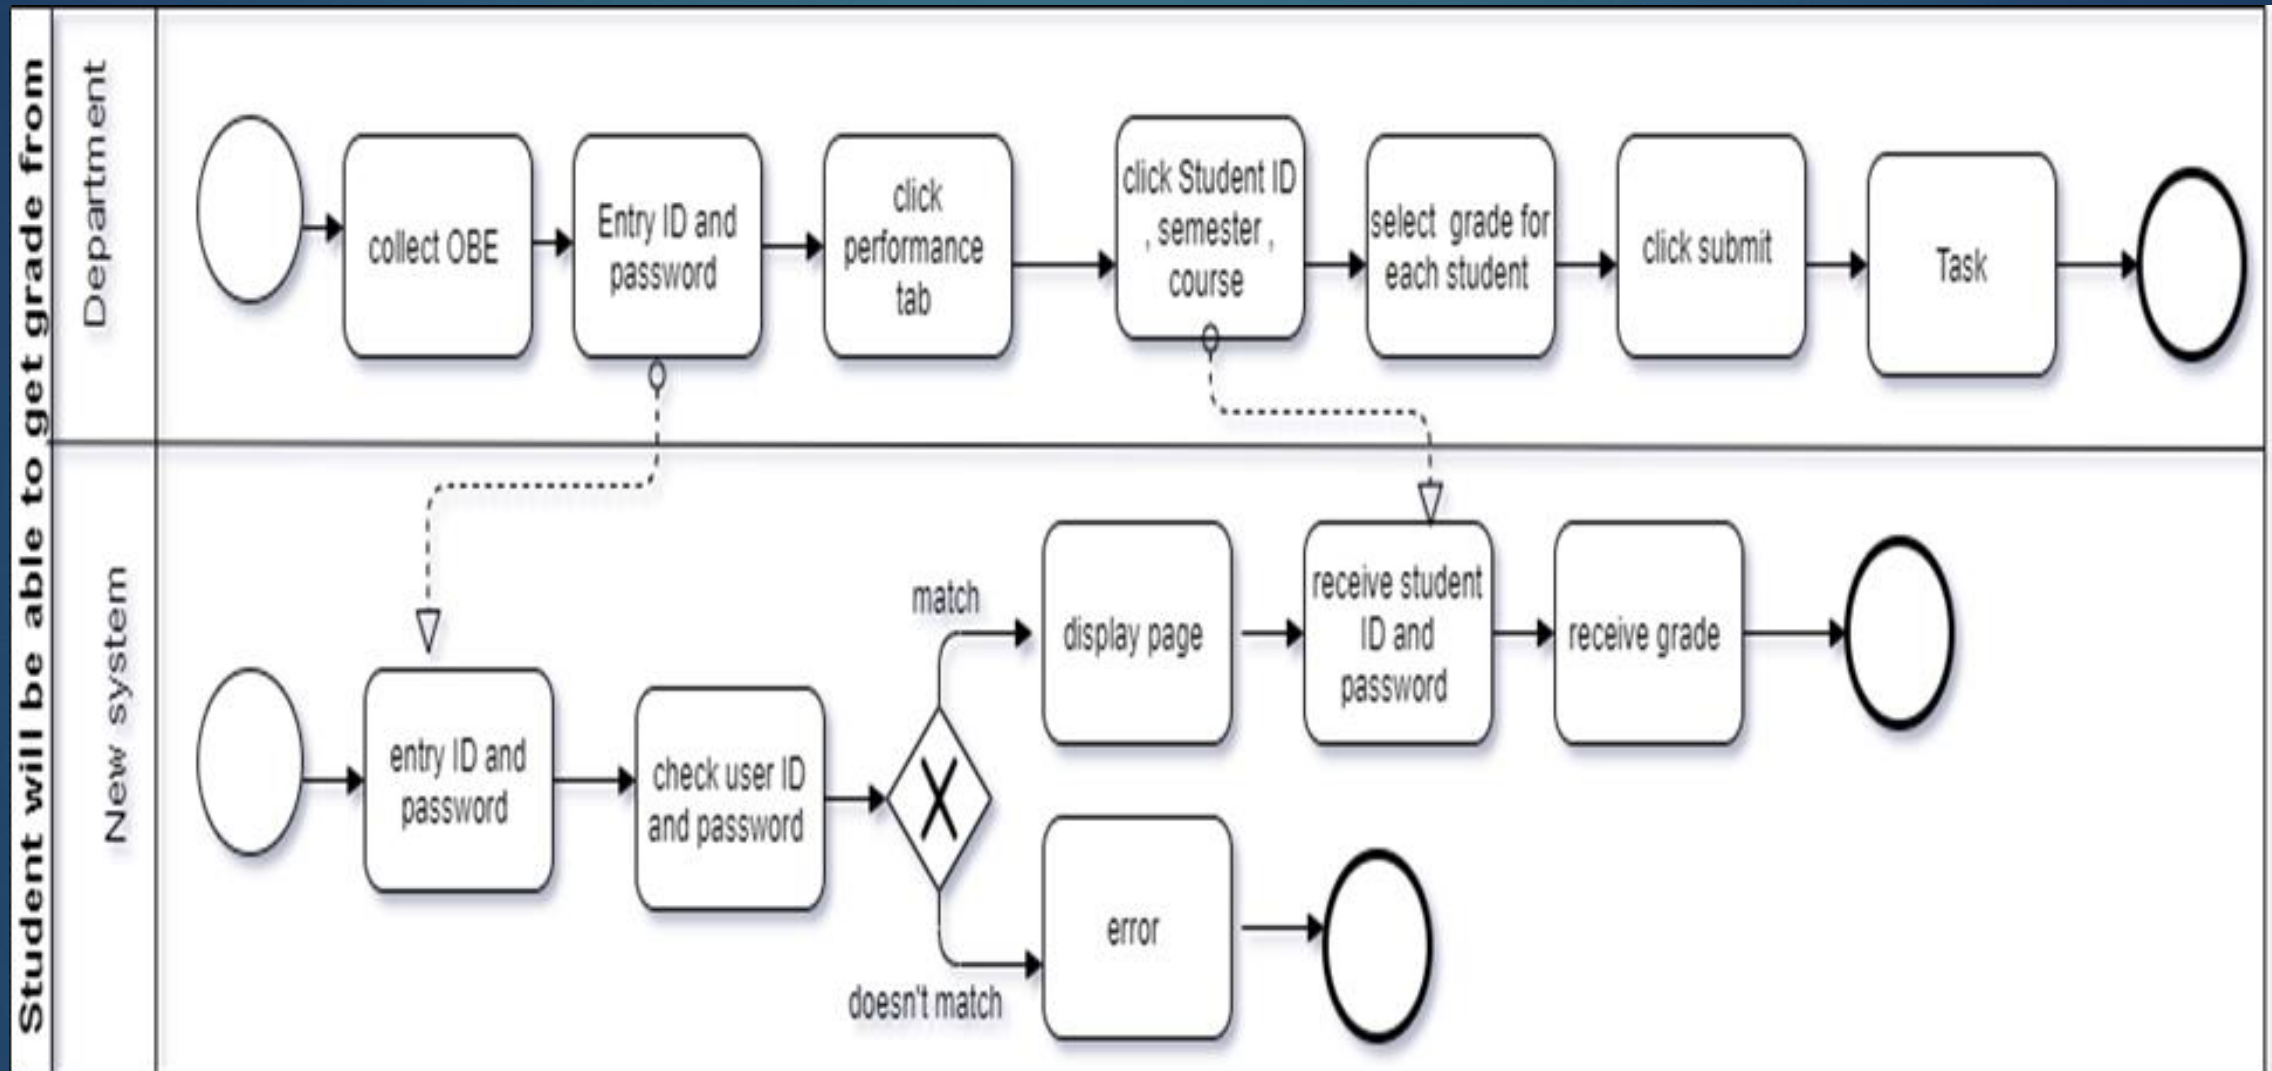 Student will be able to get grade from
Department
collect OBE
Entry ID and
password
click
performance
tab
click Student ID
, semester ,
course
select grade for
each student
click submit
Task
New system
entry ID and
password
check user ID
and password
match
doesn't match
display page
receive student
ID and
password
receive grade
error